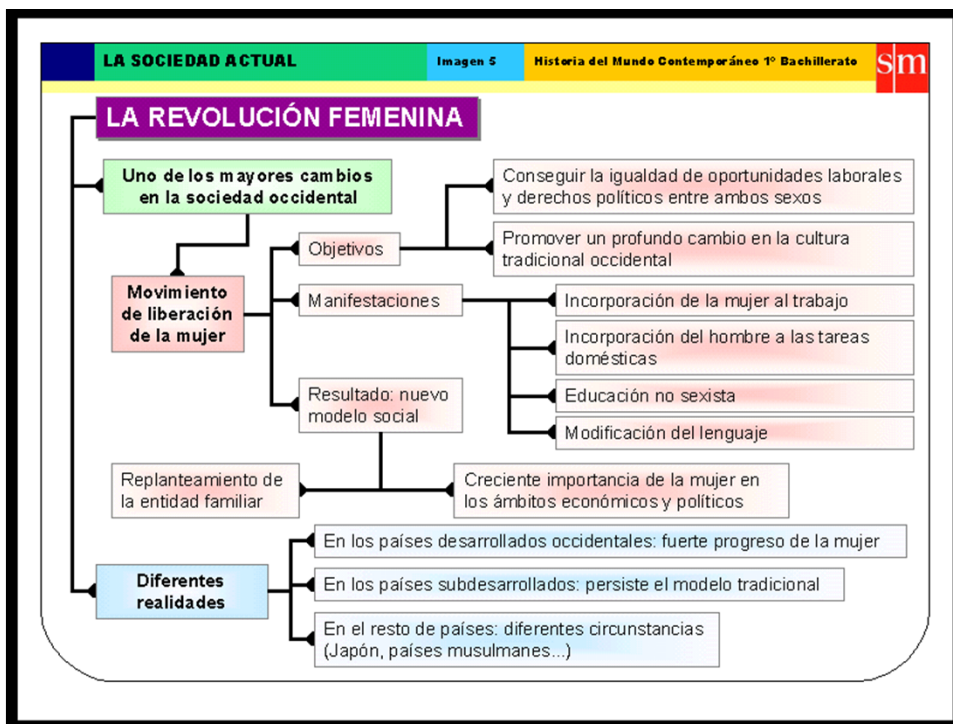 LA SOCIEDAD ACTUAL
Imagen 5
Historia del Mundo Contemporáneo 1º Bachillerato
sm
LA REVOLUCIÓN FEMENINA
Uno de los mayores cambios
en la sociedad occidental
Movimiento
de liberación
de la mujer
Objetivos
Conseguir la igualdad de oportunidades laborales
y derechos políticos entre ambos sexos
Promover un profundo cambio en la cultura
tradicional occidental
Manifestaciones
Incorporación de la mujer al trabajo
Incorporación del hombre a las tareas
domésticas
Educación no sexista
Modificación del lenguaje
Resultado: nuevo
modelo social
Replanteamiento de
la entidad familiar
Creciente importancia de la mujer en
los ámbitos económicos y políticos
Diferentes
realidades
En los países desarrollados occidentales: fuerte progreso de la mujer
En los países subdesarrollados: persiste el modelo tradicional
En el resto de países: diferentes circunstancias
(Japón, países musulmanes...)